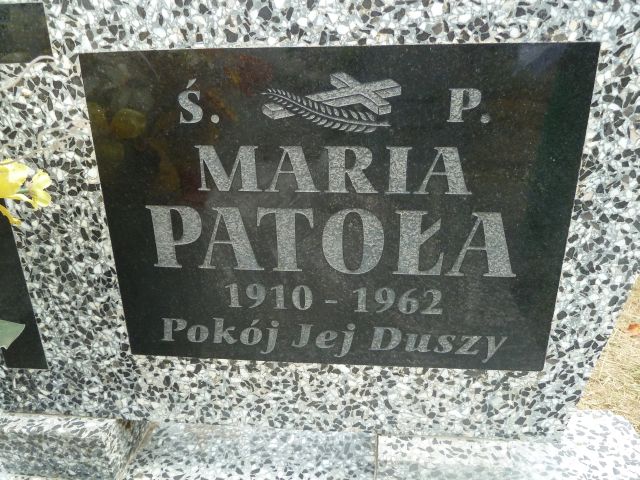 Ś. P.
MARIA
PATOŁA
1910 - 1962
Pokój Jej Duszy